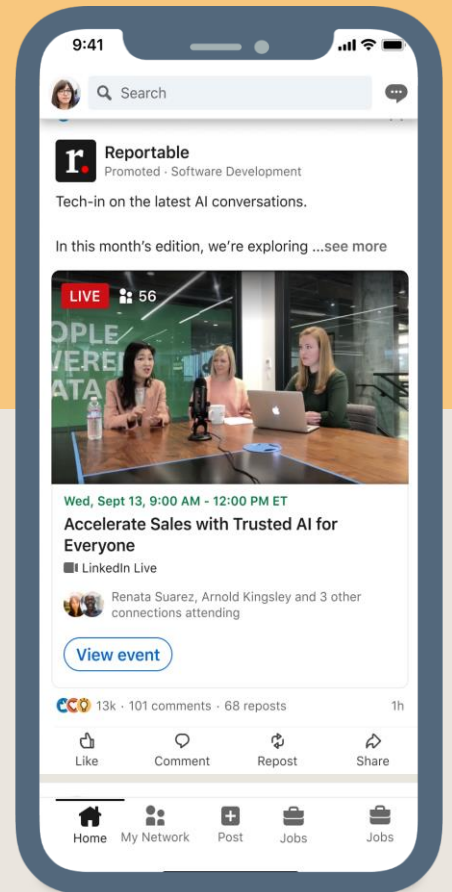 9:41
Search
r.
Reportable
Promoted · Software Development
Tech-in on the latest AI conversations.
In this month's edition, we're exploring ...see more
LIVE 56
OPLE
WERE
ATA
Wed, Sept 13, 9:00 AM - 12:00 PM ET
Accelerate Sales with Trusted AI for
Everyone
LinkedIn Live
Renata Suarez, Arnold Kingsley and 3 other
connections attending
View event
13k · 101 comments · 68 reposts 1h
Like Comment Repost Share
Home My Network Post Jobs Jobs